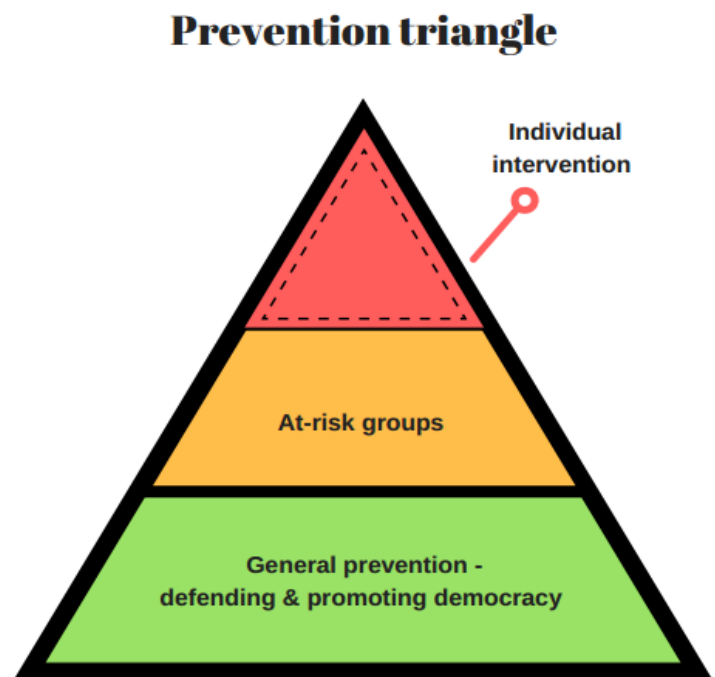 Prevention triangle
Individual
intervention
At-risk groups
General prevention -
defending & promoting democracy